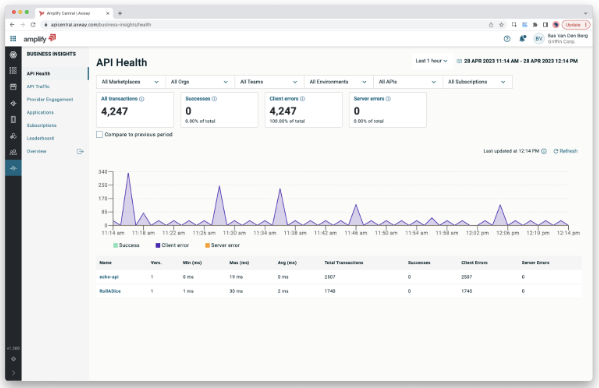 Amplify Central | Axway
apicentral.axway.com/business-insights/health
Update
amplify
BV
Bas Van Den Berg
Griffin Corp.
BUSINESS INSIGHTS
API Health
API Traffic
Provider Engagement
Applications
Subscriptions
Leaderboard
Overview
API Health
Last 1 hour
28 APR 2023 11:14 AM - 28 APR 2023 12:14 PM
All Marketplaces All Orgs All Teams All Environments All APIs All Subscriptions
All transactions Successes Client errors Server errors
4,247 0 4,247 0
0.00% of total 100.00% of total 0.00% of total
Compare to previous period
Last updated at 12:14 PM Refresh
340
255
170
85
0
11:14 am 11:18 am 11:22 am 11:26 am 11:30 am 11:34 am 11:38 am 11:42 am 11:46 am 11:50 am 11:54 am 11:58 am 12:02 pm 12:06 pm 12:10 pm 12:14 pm
Success Client error Server error
Name Vers. Min (ms) Max (ms) Avg (ms) Total Transactions Successes Client Errors Server Errors
echo-api 1 0 ms 19 ms 0 ms 2507 0 2507 0
RollADice 1 1 ms 30 ms 2 ms 1740 0 1740 0